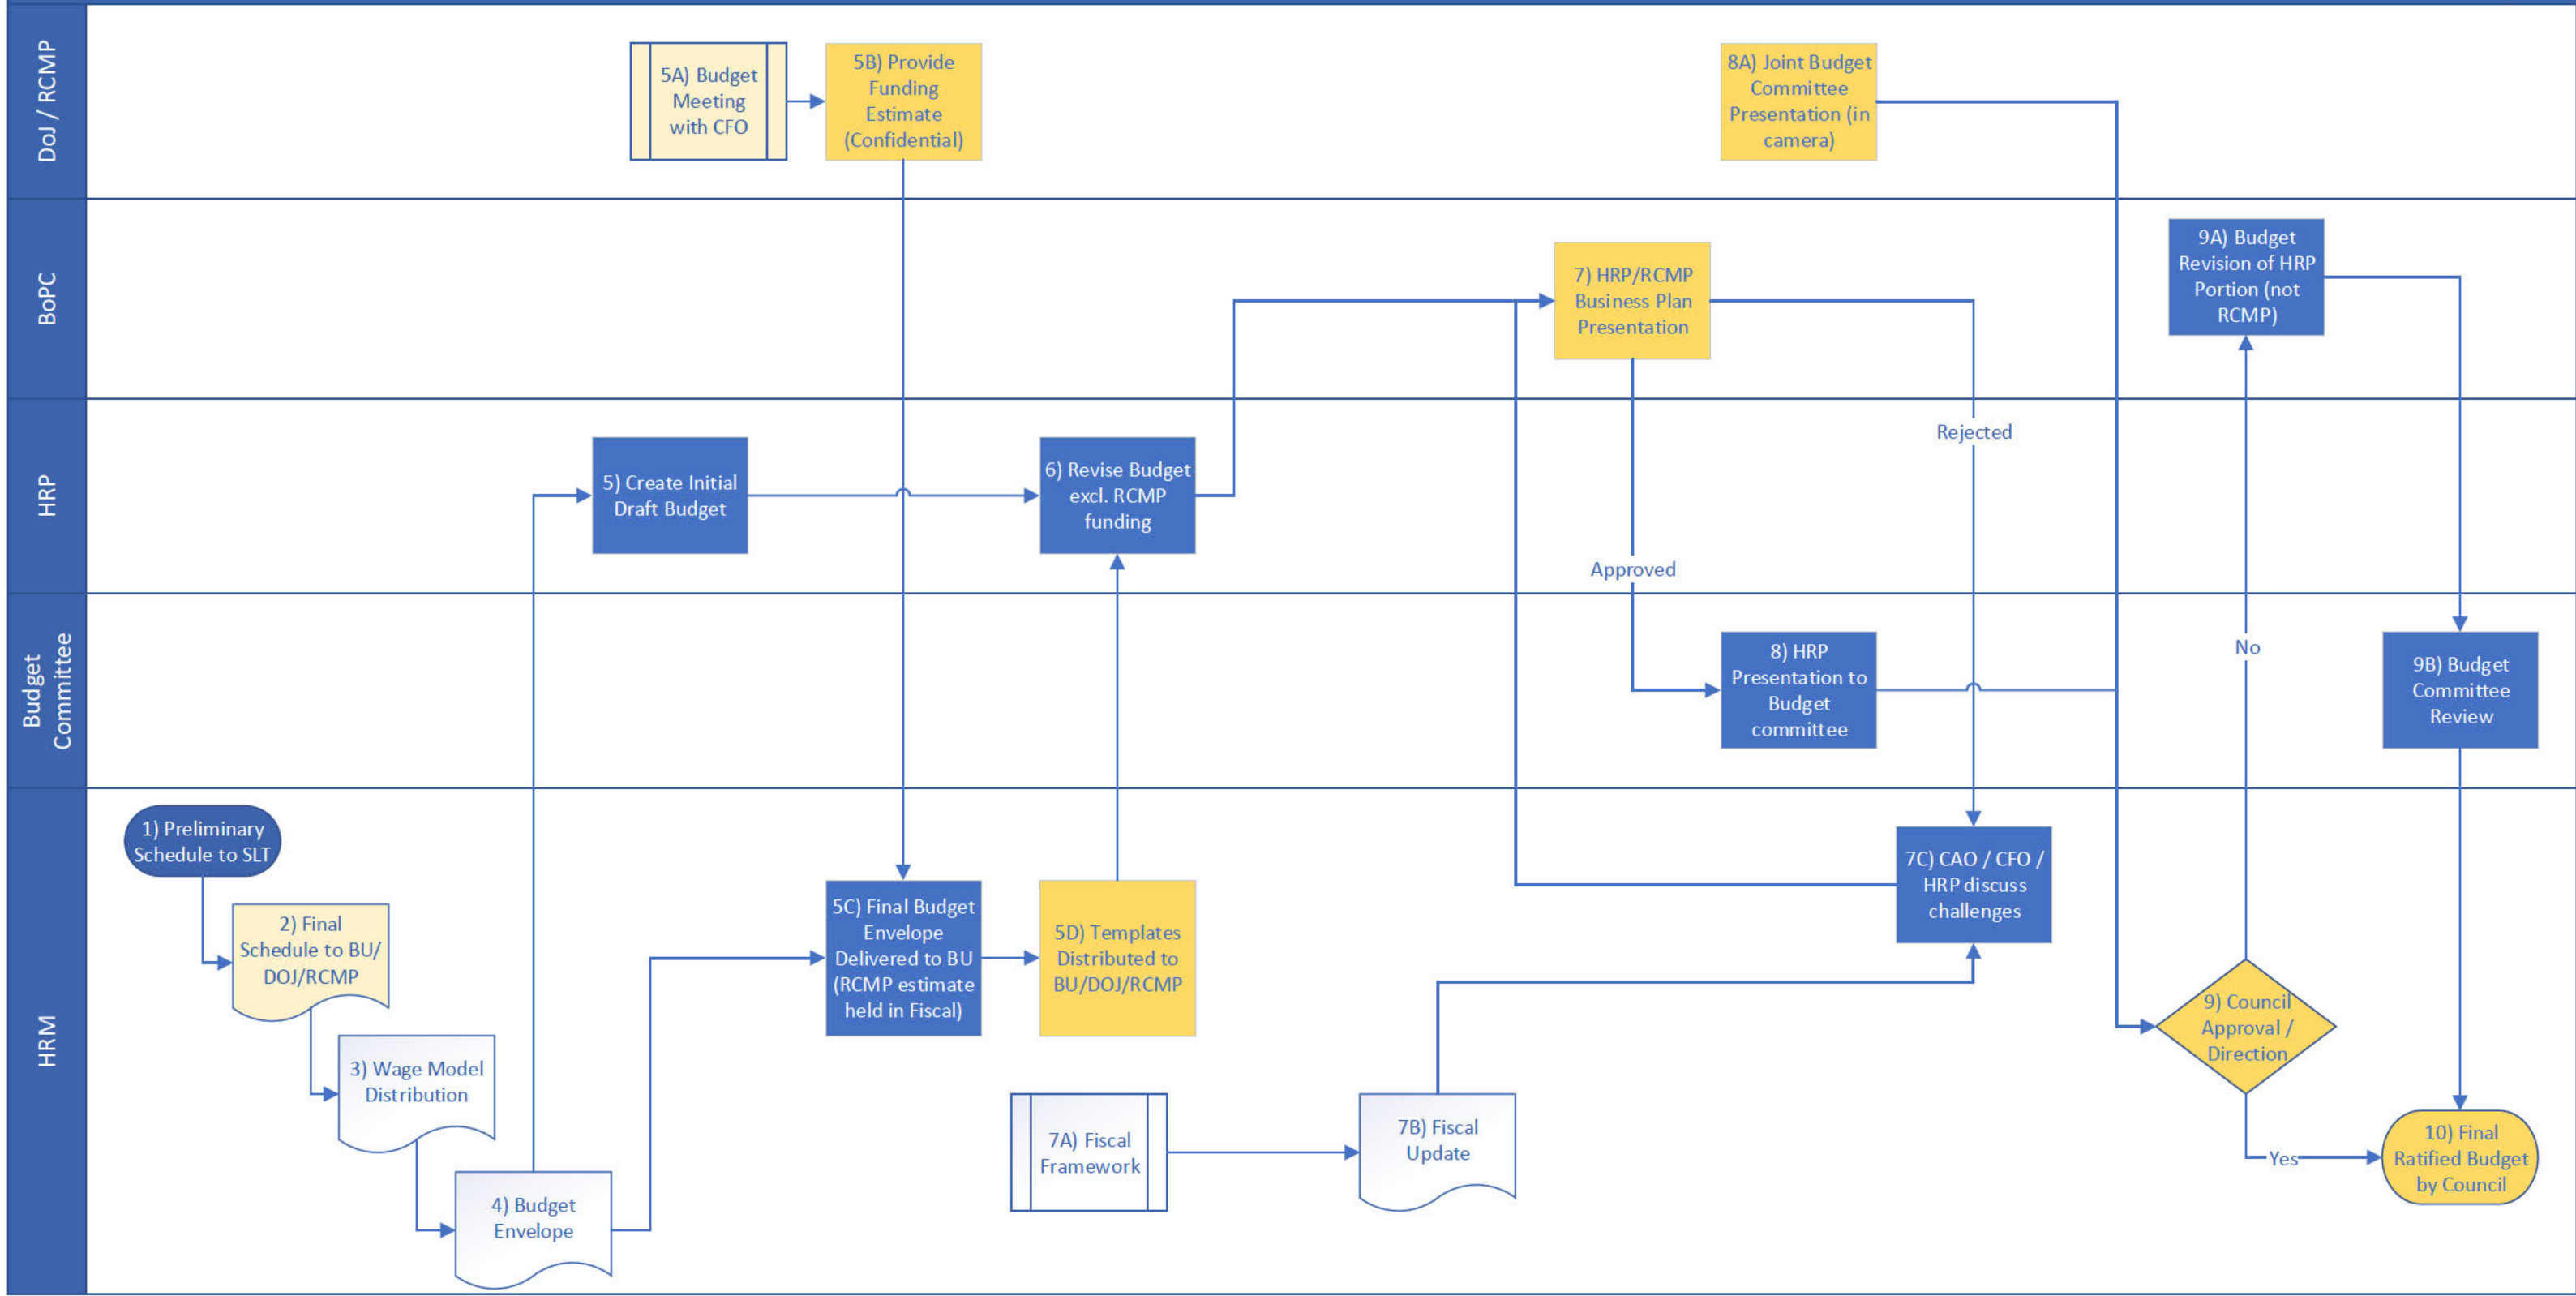 DoJ / RCMP
5A) Budget
Meeting
with CFO
5B) Provide
Funding
Estimate
(Confidential)
8A) Joint Budget
Committee
Presentation (in
camera)
BoPC
7) HRP/RCMP
Business Plan
Presentation
9A) Budget
Revision of HRP
Portion (not
RCMP)
HRP
5) Create Initial
Draft Budget
6) Revise Budget
excl. RCMP
funding
Rejected
Approved
Budget
Committee
8) HRP
Presentation to
Budget
committee
No
9B) Budget
Committee
Review
HRM
1) Preliminary
Schedule to SLT
2) Final
Schedule to BU/
DOJ/RCMP
3) Wage Model
Distribution
4) Budget
Envelope
5C) Final Budget
Envelope
Delivered to BU
(RCMP estimate
held in Fiscal)
5D) Templates
Distributed to
BU/DOJ/RCMP
7A) Fiscal
Framework
7B) Fiscal
Update
7C) CAO / CFO /
HRP discuss
challenges
9) Council
Approval /
Direction
Yes
10) Final
Ratified Budget
by Council